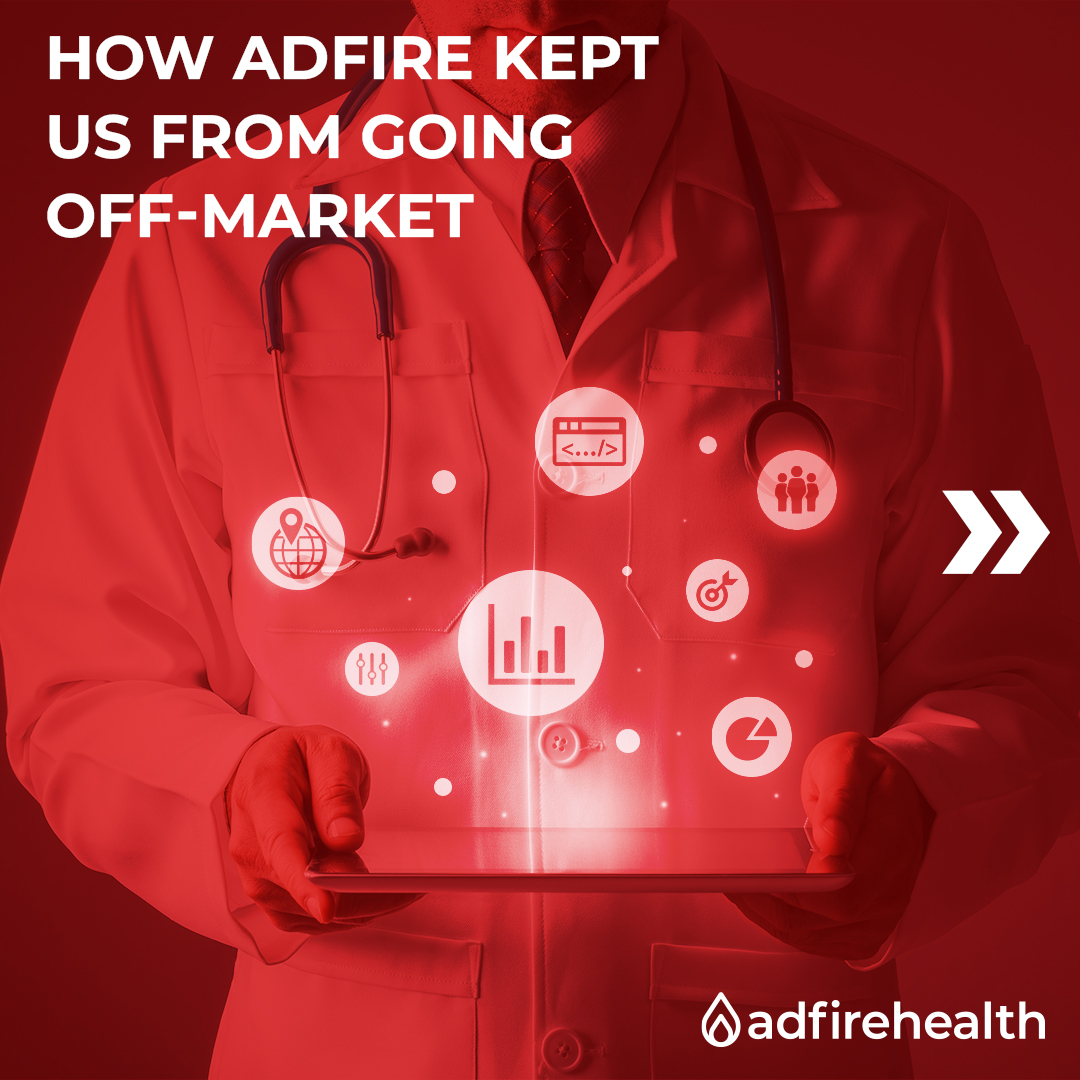 HOW ADFIRE KEPT
US FROM GOING
OFF-MARKET
<.../>
adfirehealth